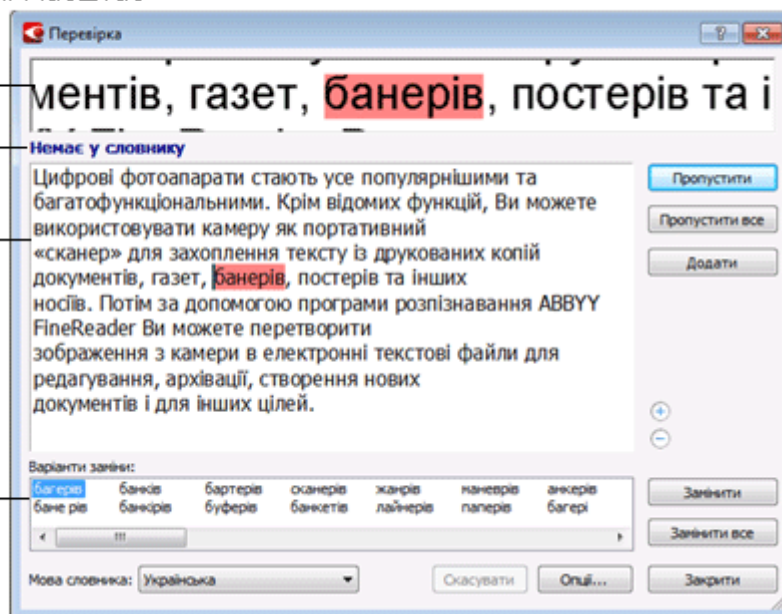 Перевірка
ментів, газет, банерів, постерів та і
Немає у словнику
Цифрові фотоапарати стають усе популярнішими та
багатофункціональними. Крім відомих функцій, Ви можете
використовувати камеру як портативний
«сканер» для захоплення тексту із друкованих копій
документів, газет, банерів, постерів та інших
носіїв. Потім за допомогою програми розпізнавання ABBYY
FineReader Ви можете перетворити
зображення з камери в електронні текстові файли для
редагування, архівації, створення нових
документів і для інших цілей.
Пропустити
Пропустити все
Додати
Варіанти заміни:
багерів банків бартерів сканерів жанрів маневрів анкерів
бане рів банкірів буферів банкетів лайнерів паперів багері
Замінити
Замінити все
Мова словника: Українська Скасувати Опції... Закрити